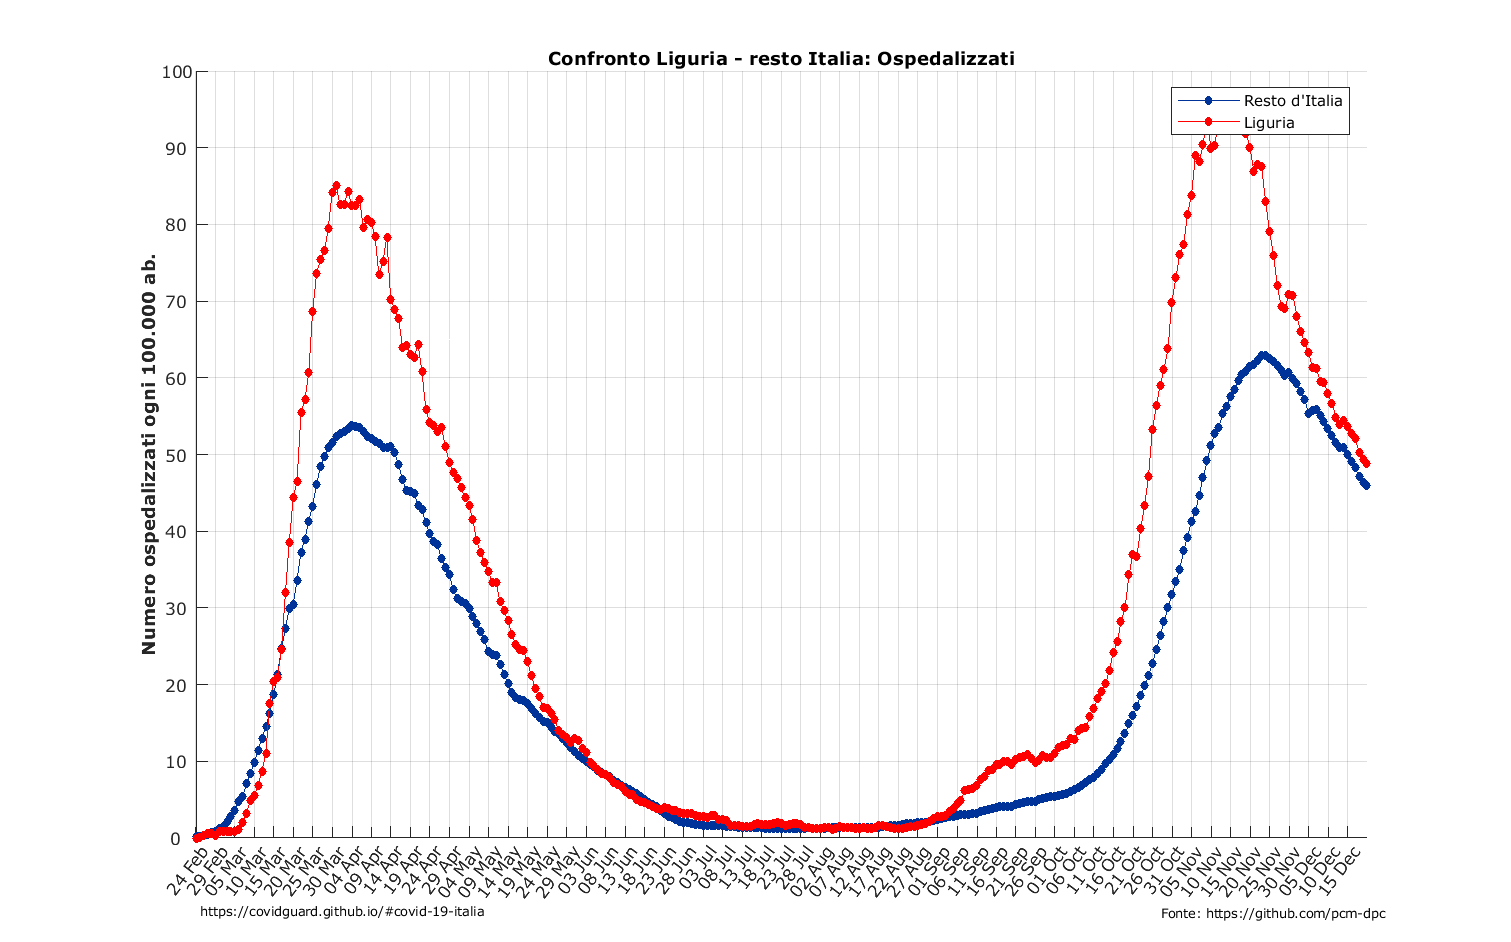 Confronto Liguria - resto Italia: Ospedalizzati
Resto d'Italia
Liguria
Numero ospedalizzati ogni 100.000 ab.
100
90
80
70
60
50
40
30
20
10
0
24 Feb
29 Feb
05 Mar
10 Mar
15 Mar
20 Mar
25 Mar
30 Mar
04 Apr
09 Apr
14 Apr
19 Apr
24 Apr
29 Apr
04 May
09 May
14 May
19 May
24 May
29 May
03 Jun
08 Jun
13 Jun
18 Jun
23 Jun
28 Jun
03 Jul
08 Jul
13 Jul
18 Jul
23 Jul
28 Jul
02 Aug
07 Aug
12 Aug
17 Aug
22 Aug
27 Aug
01 Sep
06 Sep
11 Sep
16 Sep
21 Sep
26 Sep
01 Oct
06 Oct
11 Oct
16 Oct
21 Oct
26 Oct
31 Oct
05 Nov
10 Nov
15 Nov
20 Nov
25 Nov
30 Nov
05 Dec
10 Dec
15 Dec
https://covidguard.github.io/#covid-19-italia
Fonte: https://github.com/pcm-dpc